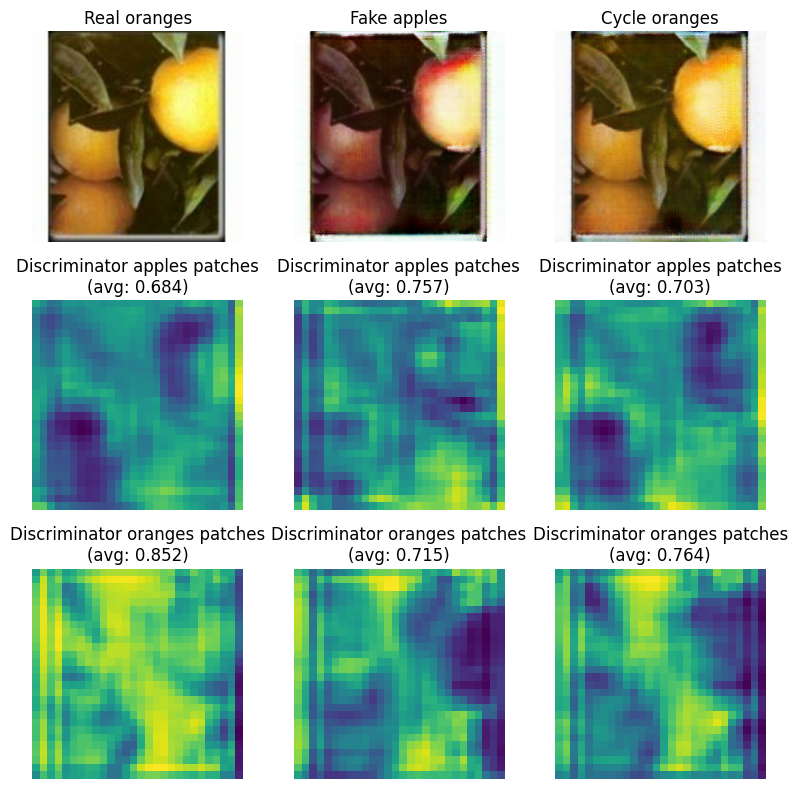 Real oranges
Fake apples
Cycle oranges
Discriminator apples patches
(avg: 0.684)
Discriminator apples patches
(avg: 0.757)
Discriminator apples patches
(avg: 0.703)
Discriminator oranges patches
(avg: 0.852)
Discriminator oranges patches
(avg: 0.715)
Discriminator oranges patches
(avg: 0.764)